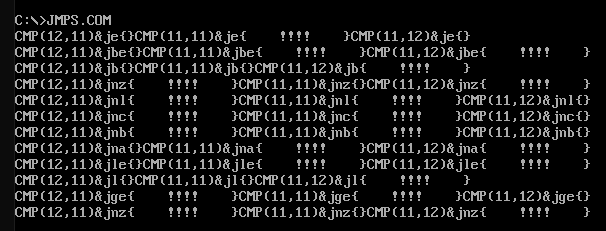 C:\>JMPS.COM
CMP(12,11)&je{}CMP(11,11)&je{    !!!!    }CMP(11,12)&je{}
CMP(12,11)&jbe{}CMP(11,11)&jbe{    !!!!    }CMP(11,12)&jbe{    !!!!    }
CMP(12,11)&jb{}CMP(11,11)&jb{}CMP(11,12)&jb{    !!!!    }
CMP(12,11)&jnz{    !!!!    }CMP(11,11)&jnz{}CMP(11,12)&jnz{    !!!!    }
CMP(12,11)&jnl{    !!!!    }CMP(11,11)&jnl{    !!!!    }CMP(11,12)&jnl{}
CMP(12,11)&jnc{    !!!!    }CMP(11,11)&jnc{    !!!!    }CMP(11,12)&jnc{}
CMP(12,11)&jnb{    !!!!    }CMP(11,11)&jnb{    !!!!    }CMP(11,12)&jnb{}
CMP(12,11)&jna{}CMP(11,11)&jna{    !!!!    }CMP(11,12)&jna{    !!!!    }
CMP(12,11)&jle{}CMP(11,11)&jle{    !!!!    }CMP(11,12)&jle{    !!!!    }
CMP(12,11)&jl{}CMP(11,11)&jl{}CMP(11,12)&jl{    !!!!    }
CMP(12,11)&jge{    !!!!    }CMP(11,11)&jge{    !!!!    }CMP(11,12)&jge{}
CMP(12,11)&jnz{    !!!!    }CMP(11,11)&jnz{}CMP(11,12)&jnz{    !!!!    }